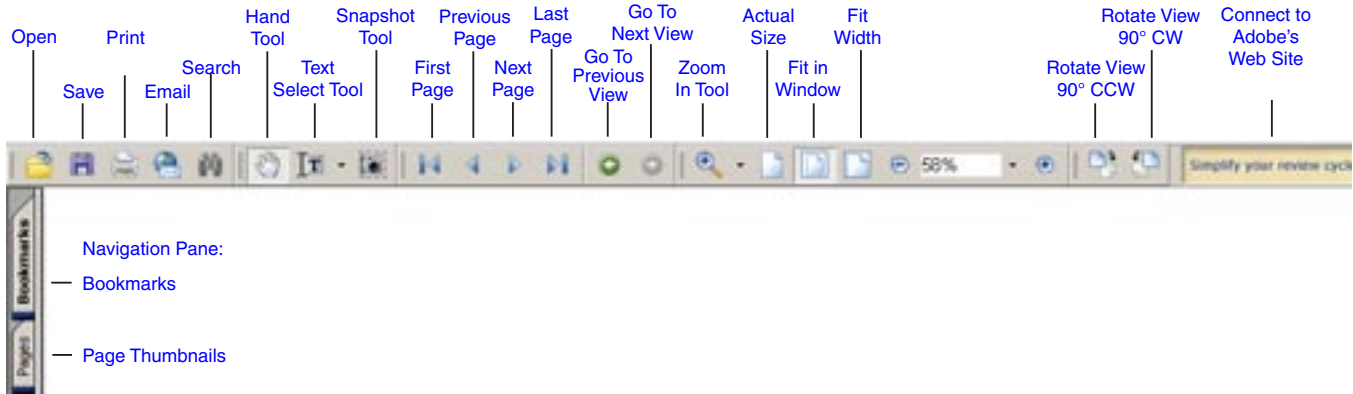 Open
Save
Print
Email
Search
Hand
Tool
Text
Select Tool
Snapshot
Tool
First
Page
Previous
Page
Next
Page
Last
Page
Go To
Previous
View
Go To
Next View
Zoom
In Tool
Actual
Size
Fit in
Window
Fit
Width
Rotate View
90° CCW
Rotate View
90° CW
Connect to
Adobe's
Web Site
58%
Simplify your review cycle
Bookmarks
Pages
Navigation Pane:
Bookmarks
Page Thumbnails